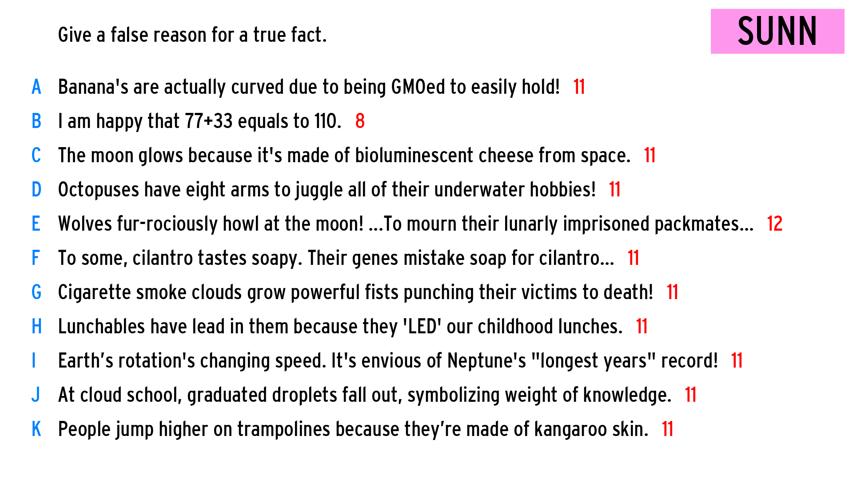 Give a false reason for a true fact.
SUNN
A Banana's are actually curved due to being GMOed to easily hold! 11
B I am happy that 77+33 equals to 110. 8
C The moon glows because it's made of bioluminescent cheese from space. 11
D Octopuses have eight arms to juggle all of their underwater hobbies! 11
E Wolves fur-rociously howl at the moon! ...To mourn their lunarly imprisoned packmates... 12
F To some, cilantro tastes soapy. Their genes mistake soap for cilantro... 11
G Cigarette smoke clouds grow powerful fists punching their victims to death! 11
H Lunchables have lead in them because they 'LED' our childhood lunches. 11
I Earth’s rotation's changing speed. It's envious of Neptune's "longest years" record! 11
J At cloud school, graduated droplets fall out, symbolizing weight of knowledge. 11
K People jump higher on trampolines because they’re made of kangaroo skin. 11